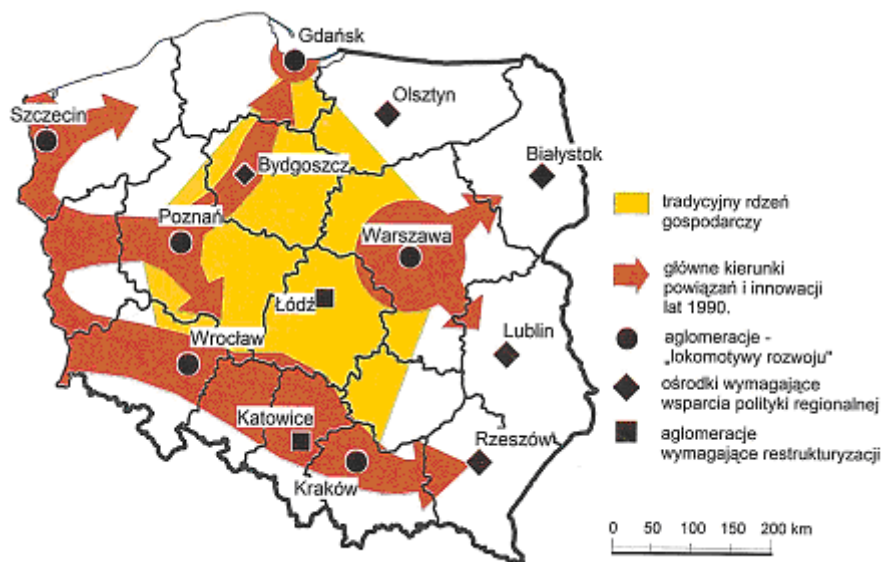 Gdańsk
Olsztyn
Szczecin
Białystok
Bydgoszcz
Poznań
Warszawa
Łódź
Wrocław
Lublin
Katowice
Rzeszów
Kraków
tradycyjny rdzeń
gospodarczy
główne kierunki
powiązań i innowacji
lat 1990.
aglomeracje -
„lokomotywy rozwoju"
ośrodki wymagające
wsparcia polityki regionalnej
aglomeracje
wymagające restrukturyzacji
0 50 100 150 200 km